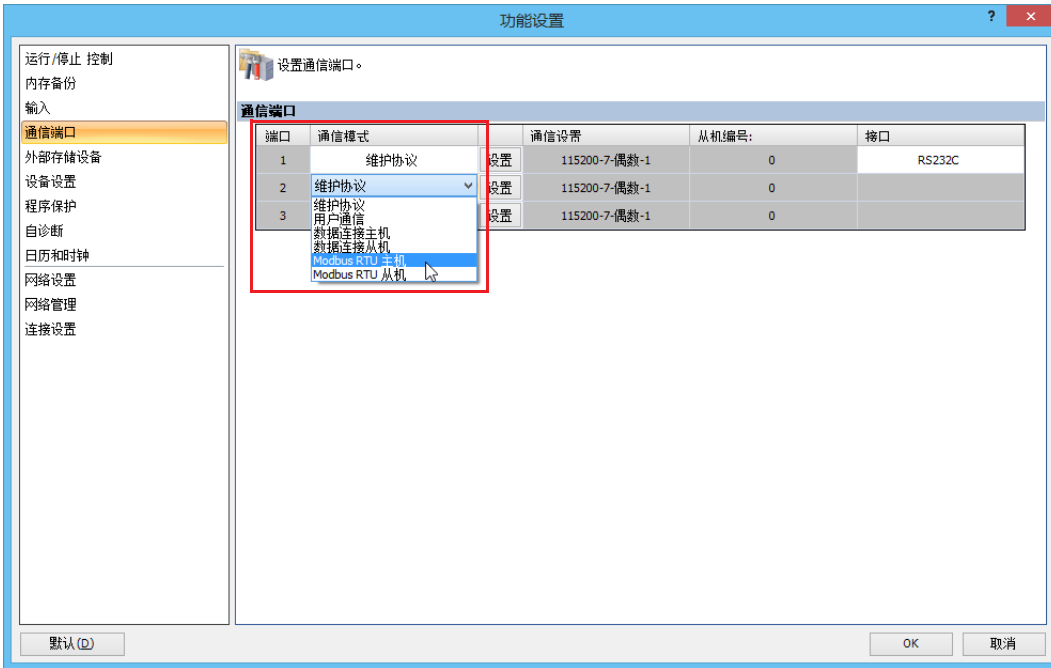 功能设置
? ×
运行/停止 控制
内存备份
输入
通信端口
外部存储设备
设备设置
程序保护
自诊断
日历和时钟
网络设置
网络管理
连接设置
设置通信端口。
通信端口
端口 通信模式 通信设置 从机编号: 接口
1 维护协议 设置 115200-7-偶数-1 0 RS232C
2 维护协议 设置 115200-7-偶数-1 0
3 设置 115200-7-偶数-1 0
维护协议
用户通信
数据连接主机
数据连接从机
Modbus RTU 主机
Modbus RTU 从机
默认(D) OK 取消